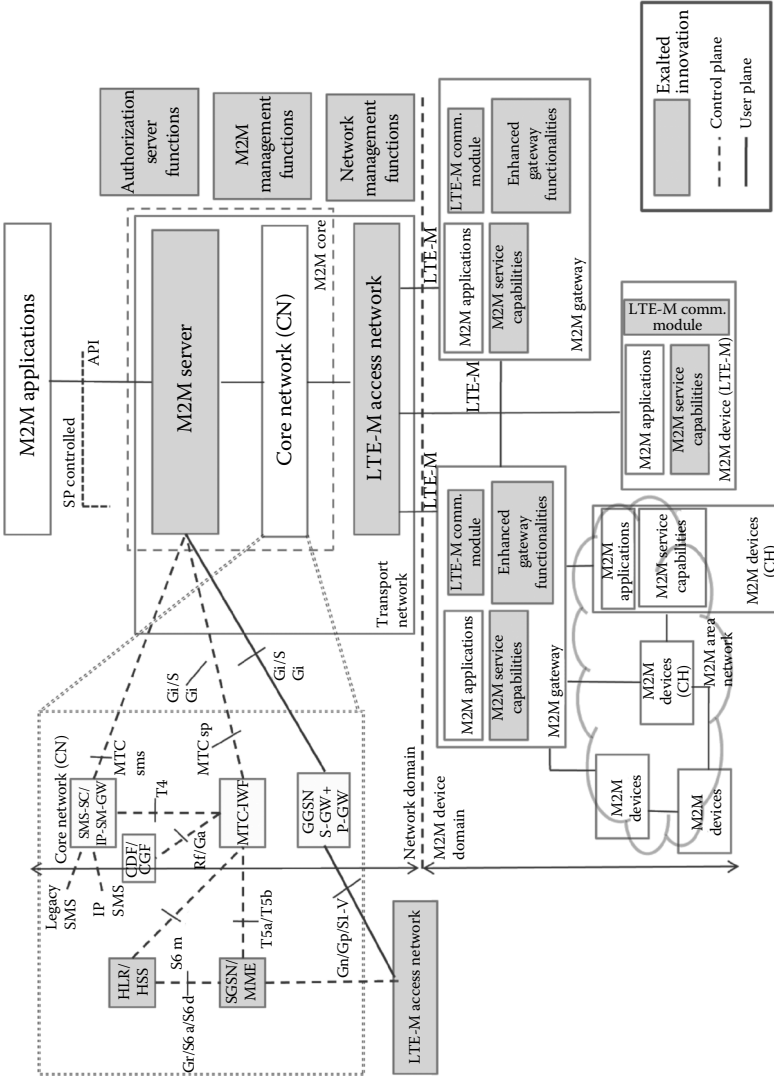 M2M applications
SP controlled
API
M2M server
Core network (CN)
M2M core
LTE-M access network
Transport
network
Authorization
server
functions
M2M
management
functions
Network
management
functions
Exalted
innovation
Control plane
User plane
Core network (CN)
Legacy
SMS
IP
SMS
SMS-SC/
IP-SM-GW
MTC
sms
T4
CDF/
CGF
Rf/Ga
MTC-IWF
MTC sp
Gi/S
Gi
Gi/S
Gi
HLR/
HSS
S6 m
Gr/S6 a/S6 d
SGSN/
MME
T5a/T5b
GGSN
S-GW+
P-GW
Gn/Gp/S1-V
LTE-M access network
Network domain
M2M device
domain
LTE-M
LTE-M
LTE-M
M2M applications
M2M service
capabilities
LTE-M comm.
module
Enhanced
gateway
functionalities
M2M gateway
M2M applications
M2M service
capabilities
LTE-M comm.
module
Enhanced
gateway
functionalities
M2M gateway
M2M applications
M2M service
capabilities
LTE-M comm.
module
M2M device (LTE-M)
M2M
applications
M2M service
capabilities
M2M devices
(CH)
M2M
devices
(CH)
M2M area
network
M2M
devices
M2M
devices